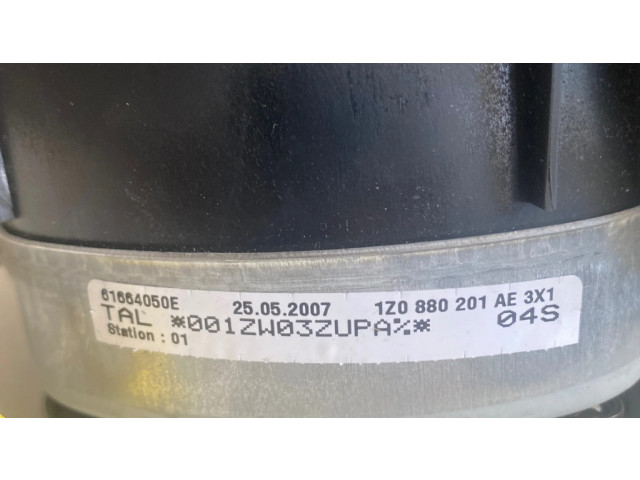 61664050E 25.05.2007 1Z0 880 201 AE 3X1
TAL *001ZW03ZUPA%* 04S
Station : 01